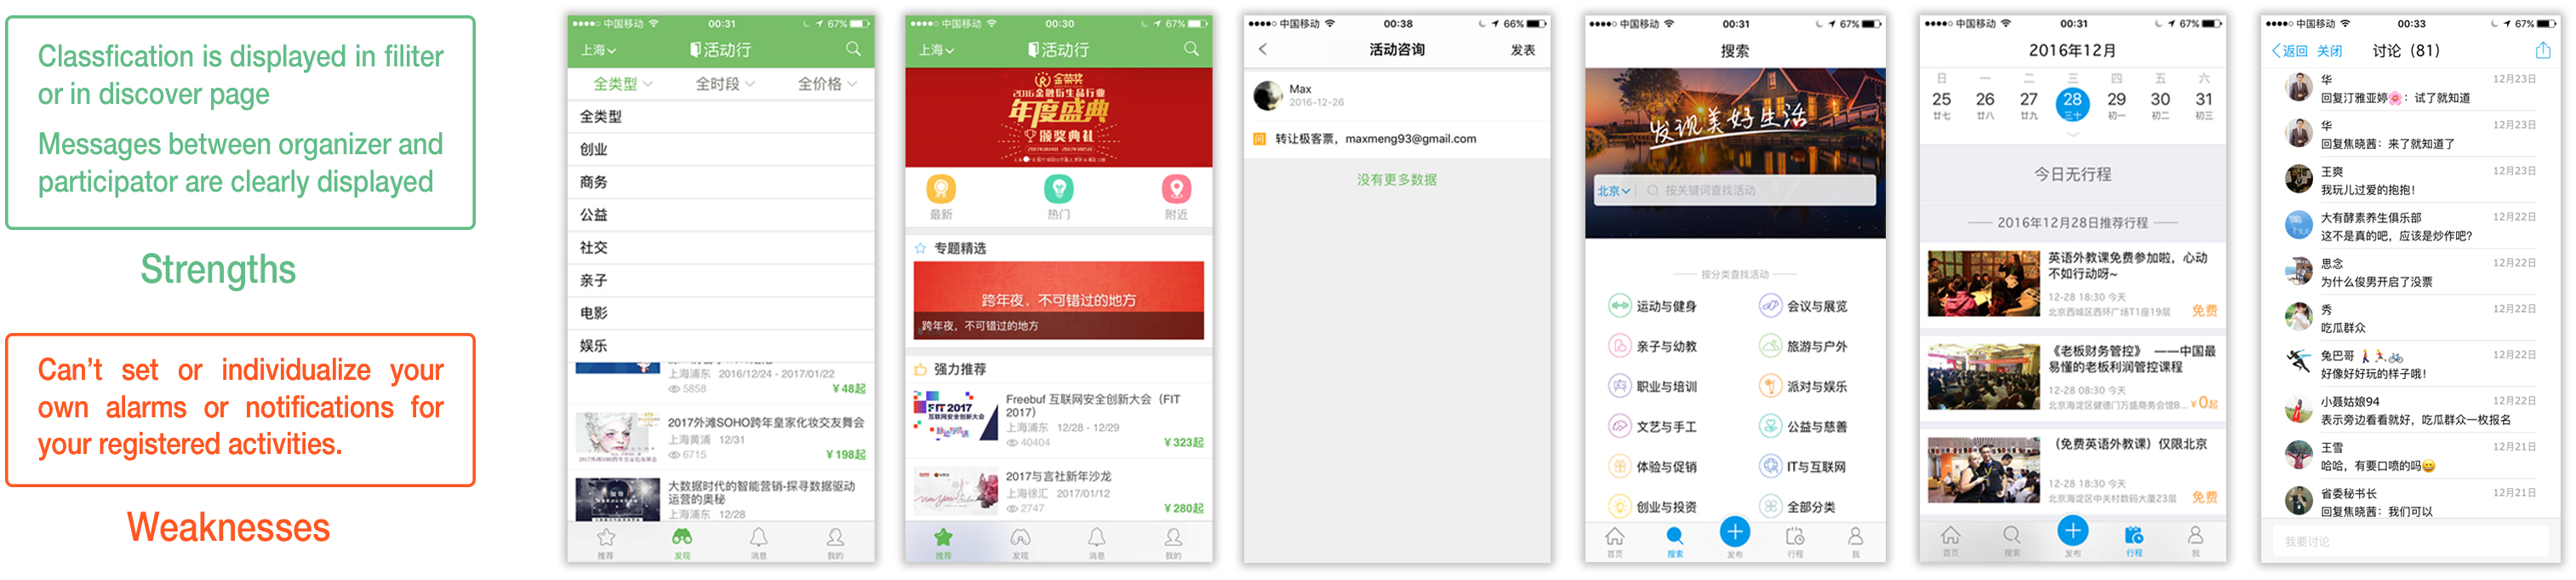 Classfication is displayed in filiter
or in discover page
Messages between organizer and
participator are clearly displayed
Strengths
Can't set or individualize your
own alarms or notifications for
your registered activities.
Weaknesses
中国移动 00:31 67%
上海 活动行
全类型 全时段 全价格
全类型
创业
商务
公益
社交
亲子
电影
娱乐
上海浦东 2016/12/24 - 2017/01/22
5858 ¥48起
2017外滩SOHO跨年皇家化妆交友舞会
上海黄浦 12/31
6715 ¥198起
大数据时代的智能营销-探寻数据驱动
运营的奥秘
上海浦东 12/28
推荐 发现 消息 我的
中国移动 00:30 67%
上海 活动行
金荣奖
2016金融衍生品行业
年度盛典
颁奖典礼
最新 热门 附近
专题精选
跨年夜，不可错过的地方
跨年夜，不可错过的地方
强力推荐
FIT 2017
互联网安全创新大会
Freebuf 互联网安全创新大会（FIT
2017）
上海浦东 12/28 - 12/29
40404 ¥323起
2017与言社新年沙龙
上海徐汇 2017/01/12
2747 ¥280起
推荐 发现 消息 我的
中国移动 00:38 66%
活动咨询 发表
Max
2016-12-26
问 转让极客票，maxmeng93@gmail.com
没有更多数据
中国移动 00:31 67%
搜索
发现美好生活
北京 按关键词查找活动
按分类查找活动
运动与健身 会议与展览
亲子与幼教 旅游与户外
职业与培训 派对与娱乐
文艺与手工 公益与慈善
体验与促销 IT与互联网
创业与投资 全部分类
首页 搜索 发布 行程 我
中国移动 00:31 67%
2016年12月
日 一 二 三 四 五 六
25 26 27 28 29 30 31
廿七 廿八 廿九 三十 初一 初二 初三
今日无行程
2016年12月28日推荐行程
英语外教课免费参加啦，心动
不如行动呀~
12-28 18:30 今天
北京西城区西环广场T1座19层 免费
《老板财务管控》 ——中国最
易懂的老板利润管控课程
12-28 08:30 今天
北京海淀区健德门万盛商务会馆B... ¥0起
（免费英语外教课）仅限北京
12-28 18:30 今天
北京海淀区中关村数码大厦23层 免费
首页 搜索 发布 行程 我
中国移动 00:33 67%
返回 关闭 讨论（81）
华 12月23日
回复汀雅亚婷🌸：试了就知道
华 12月23日
回复焦晓茜：来了就知道了
王爽 12月23日
我玩儿过爱的抱抱！
大有酵素养生俱乐部 12月22日
这不是真的吧，应该是炒作吧？
思念 12月22日
为什么俊男开启了没票
秀 12月22日
吃瓜群众
兔巴哥🚶🏃🚲 12月22日
好像好好玩的样子哦！
小聂姑娘94 12月22日
表示旁边看看就好，吃瓜群众一枚报名
王雪 12月21日
哈哈，有要口喷的吗😄
省委秘书长 12月21日
回复焦晓茜：我们可以
我要讨论